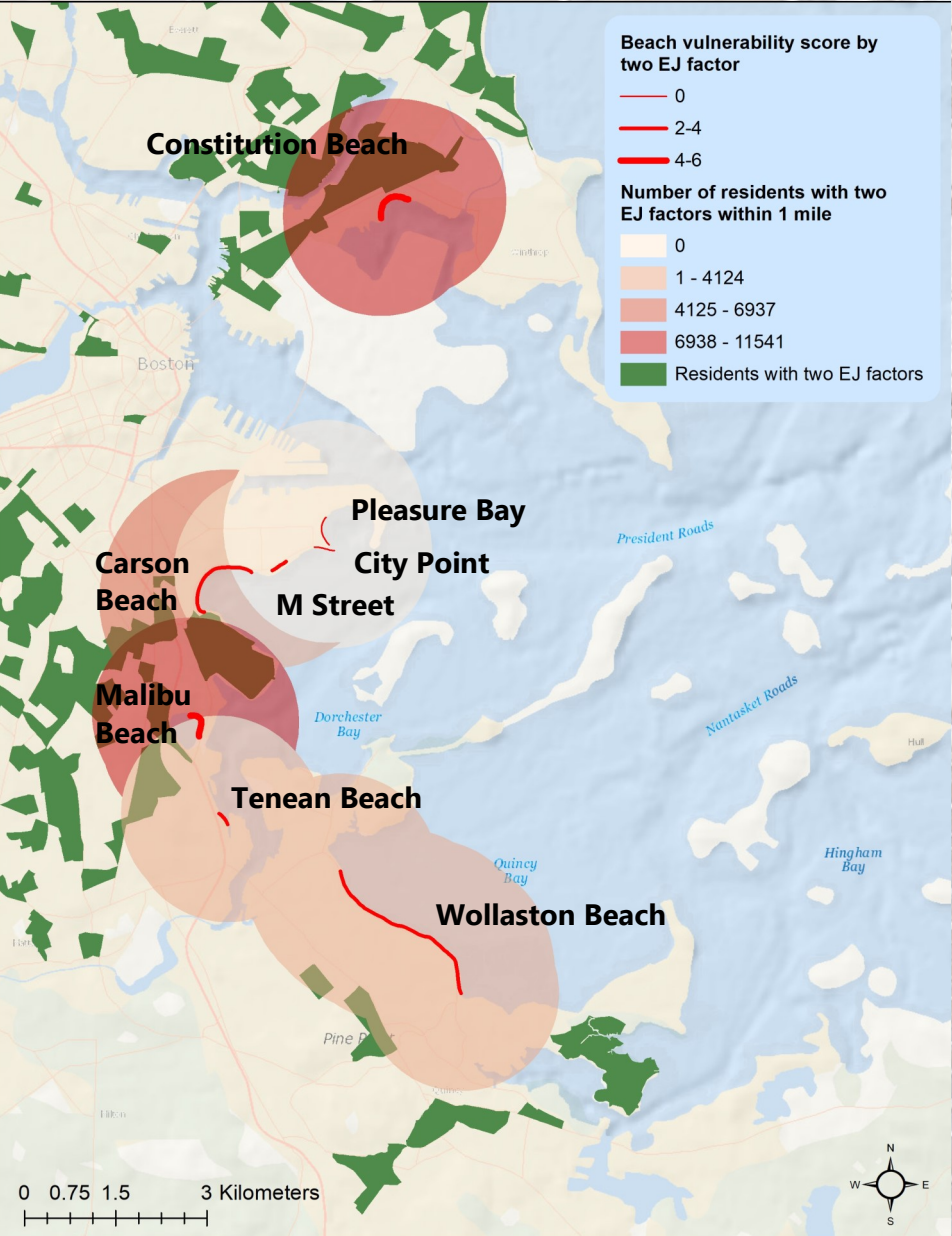 Everett
Beach vulnerability score by
two EJ factor
0
2-4
4-6
Number of residents with two
EJ factors within 1 mile
0
1 - 4124
4125 - 6937
6938 - 11541
Residents with two EJ factors
Constitution Beach
Winthrop
Boston
Pleasure Bay
President Roads
Carson
Beach
City Point
M Street
Malibu
Beach
Nantasket Roads
Dorchester
Bay
Hull
Tenean Beach
Quincy
Bay
Hingham
Bay
Wollaston Beach
Quincy
Milton
0 0.75 1.5 3 Kilometers
N
W E
S